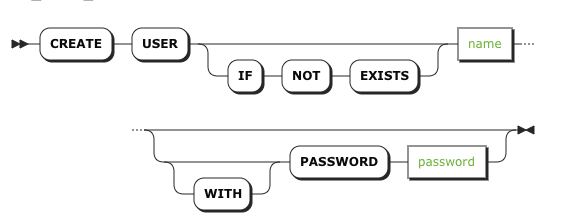 CREATE USER name
IF NOT EXISTS
PASSWORD password
WITH